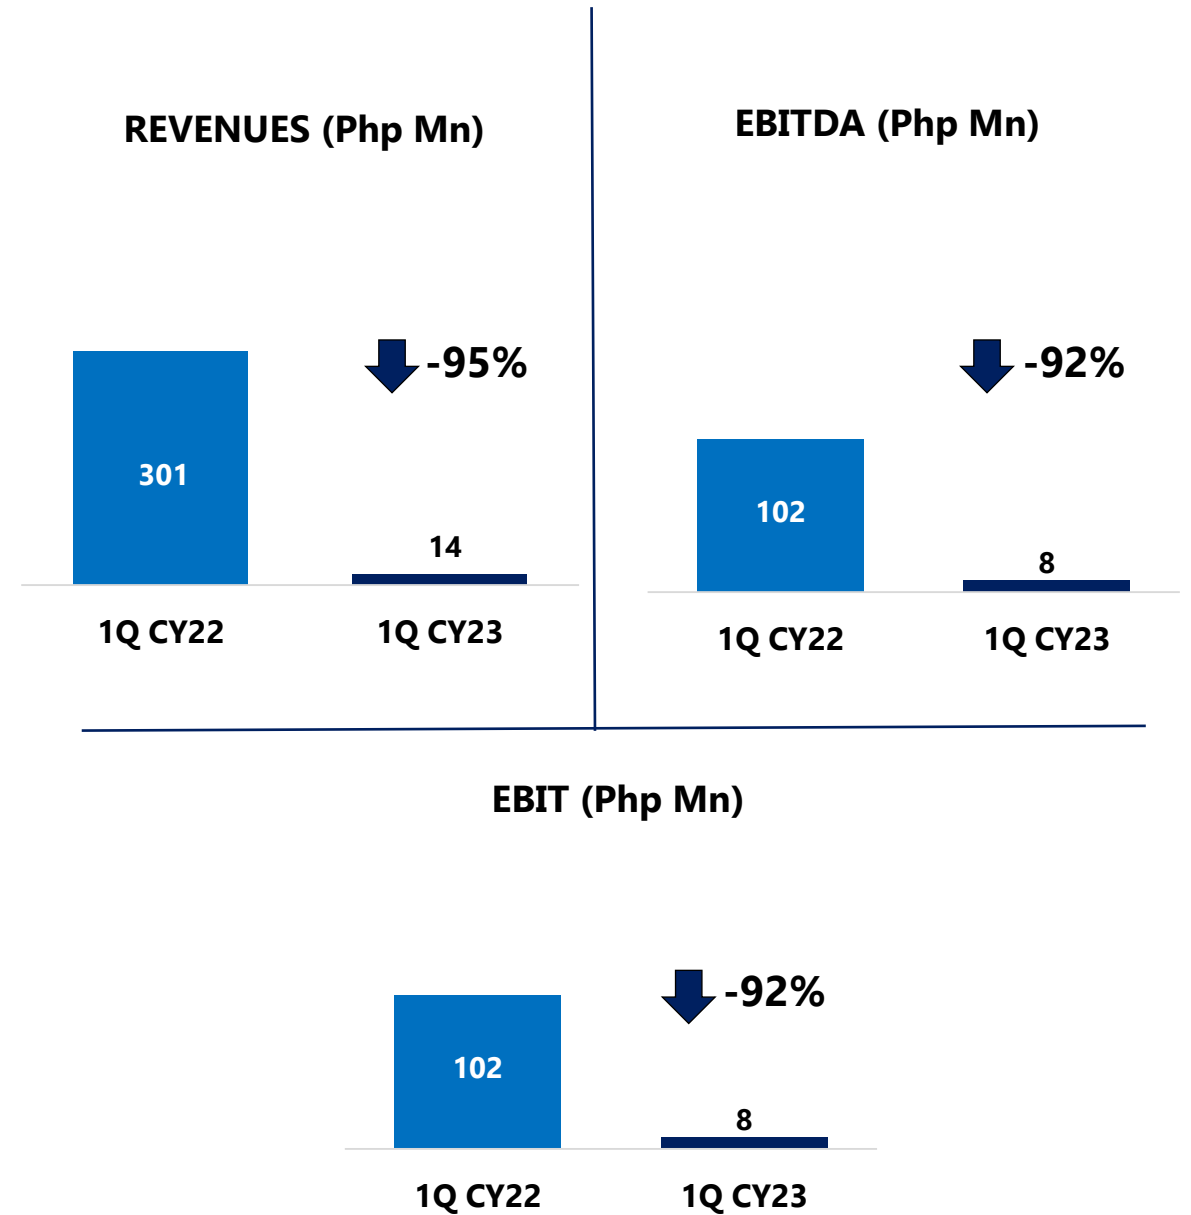 REVENUES (Php Mn)
-95%
301
14
1Q CY22 1Q CY23
EBITDA (Php Mn)
-92%
102
8
1Q CY22 1Q CY23
EBIT (Php Mn)
-92%
102
8
1Q CY22 1Q CY23